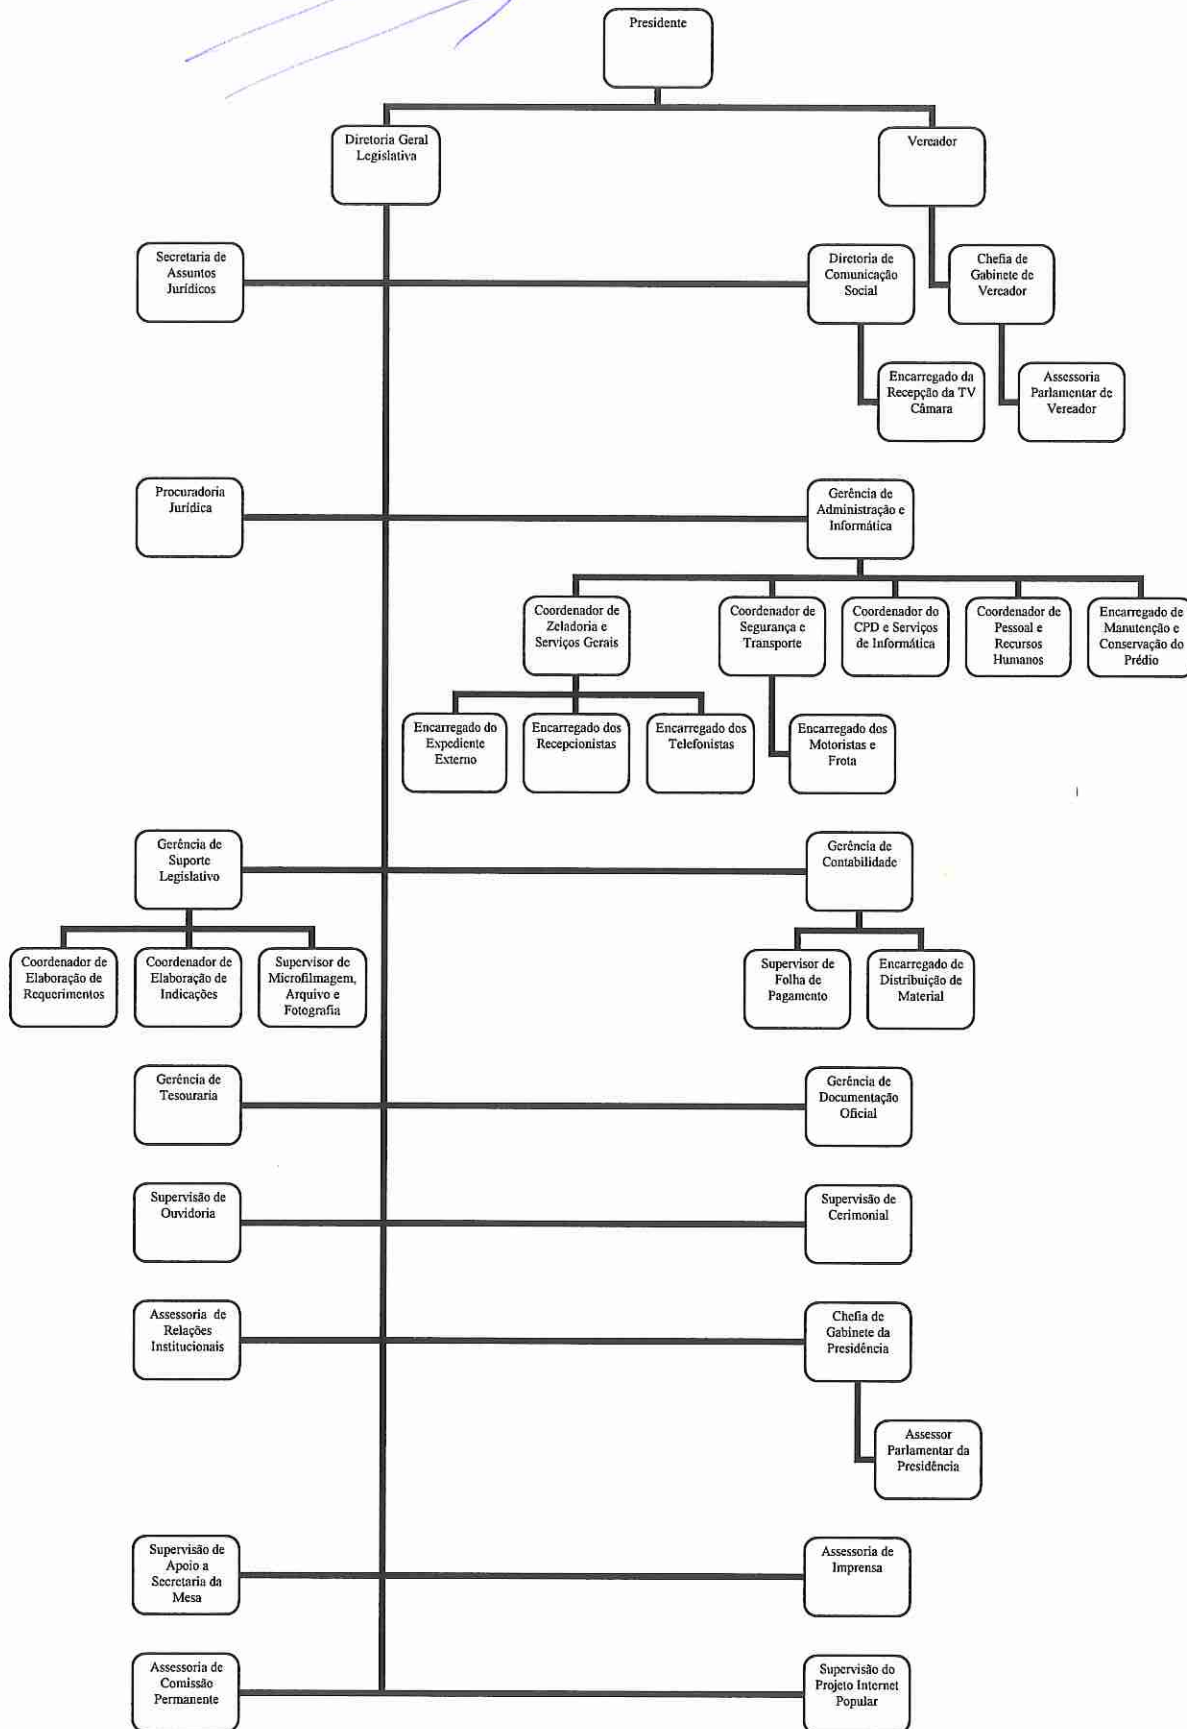 Presidente
Diretoria Geral
Legislativa
Vereador
Secretaria de
Assuntos
Jurídicos
Diretoria de
Comunicação
Social
Chefia de
Gabinete de
Vereador
Encarregado da
Recepção da TV
Câmara
Assessoria
Parlamentar de
Vereador
Procuradoria
Jurídica
Gerência de
Administração e
Informática
Coordenador de
Zeladoria e
Serviços Gerais
Coordenador de
Segurança e
Transporte
Coordenador do
CPD e Serviços
de Informática
Coordenador de
Pessoal e
Recursos
Humanos
Encarregado de
Manutenção e
Conservação do
Prédio
Encarregado do
Expediente
Externo
Encarregado dos
Recepcionistas
Encarregado dos
Telefonistas
Encarregado dos
Motoristas e
Frota
Gerência de
Suporte
Legislativo
Gerência de
Contabilidade
Coordenador de
Elaboração de
Requerimentos
Coordenador de
Elaboração de
Indicações
Supervisor de
Microfilmagem,
Arquivo e
Fotografia
Supervisor de
Folha de
Pagamento
Encarregado de
Distribuição de
Material
Gerência de
Tesouraria
Gerência de
Documentação
Oficial
Supervisão de
Ouvidoria
Supervisão de
Cerimonial
Assessoria de
Relações
Institucionais
Chefia de
Gabinete da
Presidência
Assessor
Parlamentar da
Presidência
Supervisão de
Apoio a
Secretaria da
Mesa
Assessoria de
Imprensa
Assessoria de
Comissão
Permanente
Supervisão do
Projeto Internet
Popular